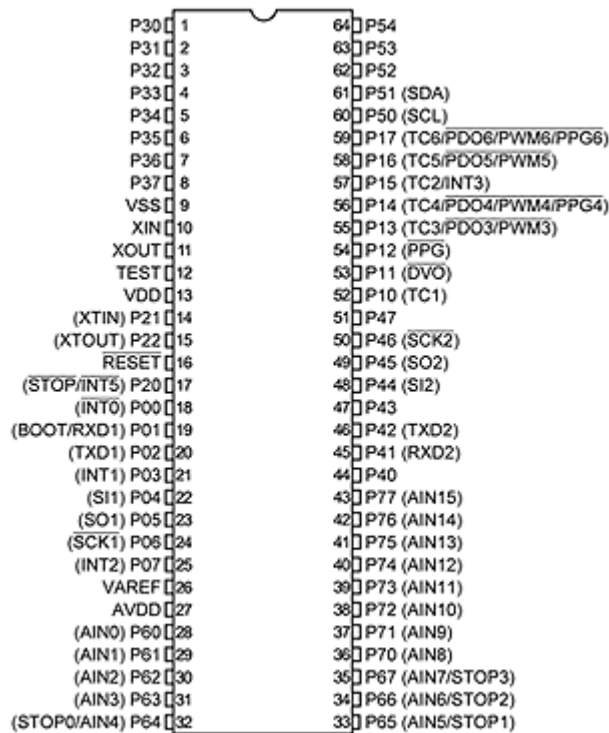 P30 1 64 P54
P31 2 63 P53
P32 3 62 P52
P33 4 61 P51 (SDA)
P34 5 60 P50 (SCL)
P35 6 59 P17 (TC6/PDO6/PWM6/PPG6)
P36 7 58 P16 (TC5/PDO5/PWM5)
P37 8 57 P15 (TC2/INT3)
VSS 9 56 P14 (TC4/PDO4/PWM4/PPG4)
XIN 10 55 P13 (TC3/PDO3/PWM3)
XOUT 11 54 P12 (PPG)
TEST 12 53 P11 (DVO)
VDD 13 52 P10 (TC1)
(XTIN) P21 14 51 P47
(XTOUT) P22 15 50 P46 (SCK2)
RESET 16 49 P45 (SO2)
(STOP/INT5) P20 17 48 P44 (SI2)
(INT0) P00 18 47 P43
(BOOT/RXD1) P01 19 46 P42 (TXD2)
(TXD1) P02 20 45 P41 (RXD2)
(INT1) P03 21 44 P40
(SI1) P04 22 43 P77 (AIN15)
(SO1) P05 23 42 P76 (AIN14)
(SCK1) P06 24 41 P75 (AIN13)
(INT2) P07 25 40 P74 (AIN12)
VAREF 26 39 P73 (AIN11)
AVDD 27 38 P72 (AIN10)
(AIN0) P60 28 37 P71 (AIN9)
(AIN1) P61 29 36 P70 (AIN8)
(AIN2) P62 30 35 P67 (AIN7/STOP3)
(AIN3) P63 31 34 P66 (AIN6/STOP2)
(STOP0/AIN4) P64 32 33 P65 (AIN5/STOP1)